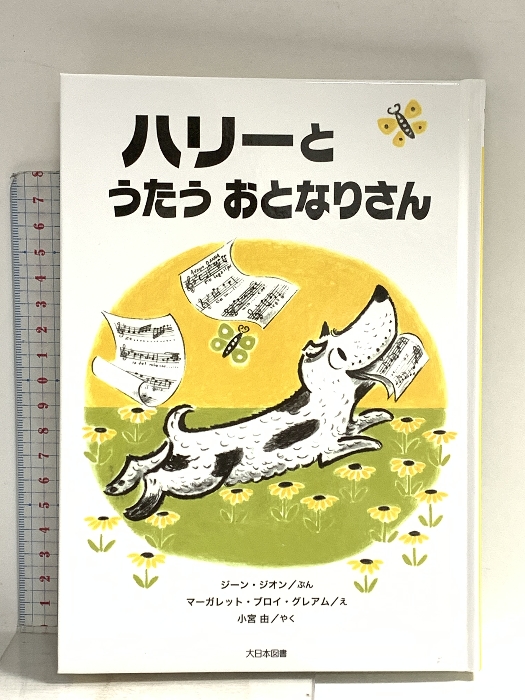 ハリーと
うたう おとなりさん
ジーン・ジオン/ぶん
マーガレット・ブロイ・グレアム/え
小宮 由/やく
大日本図書